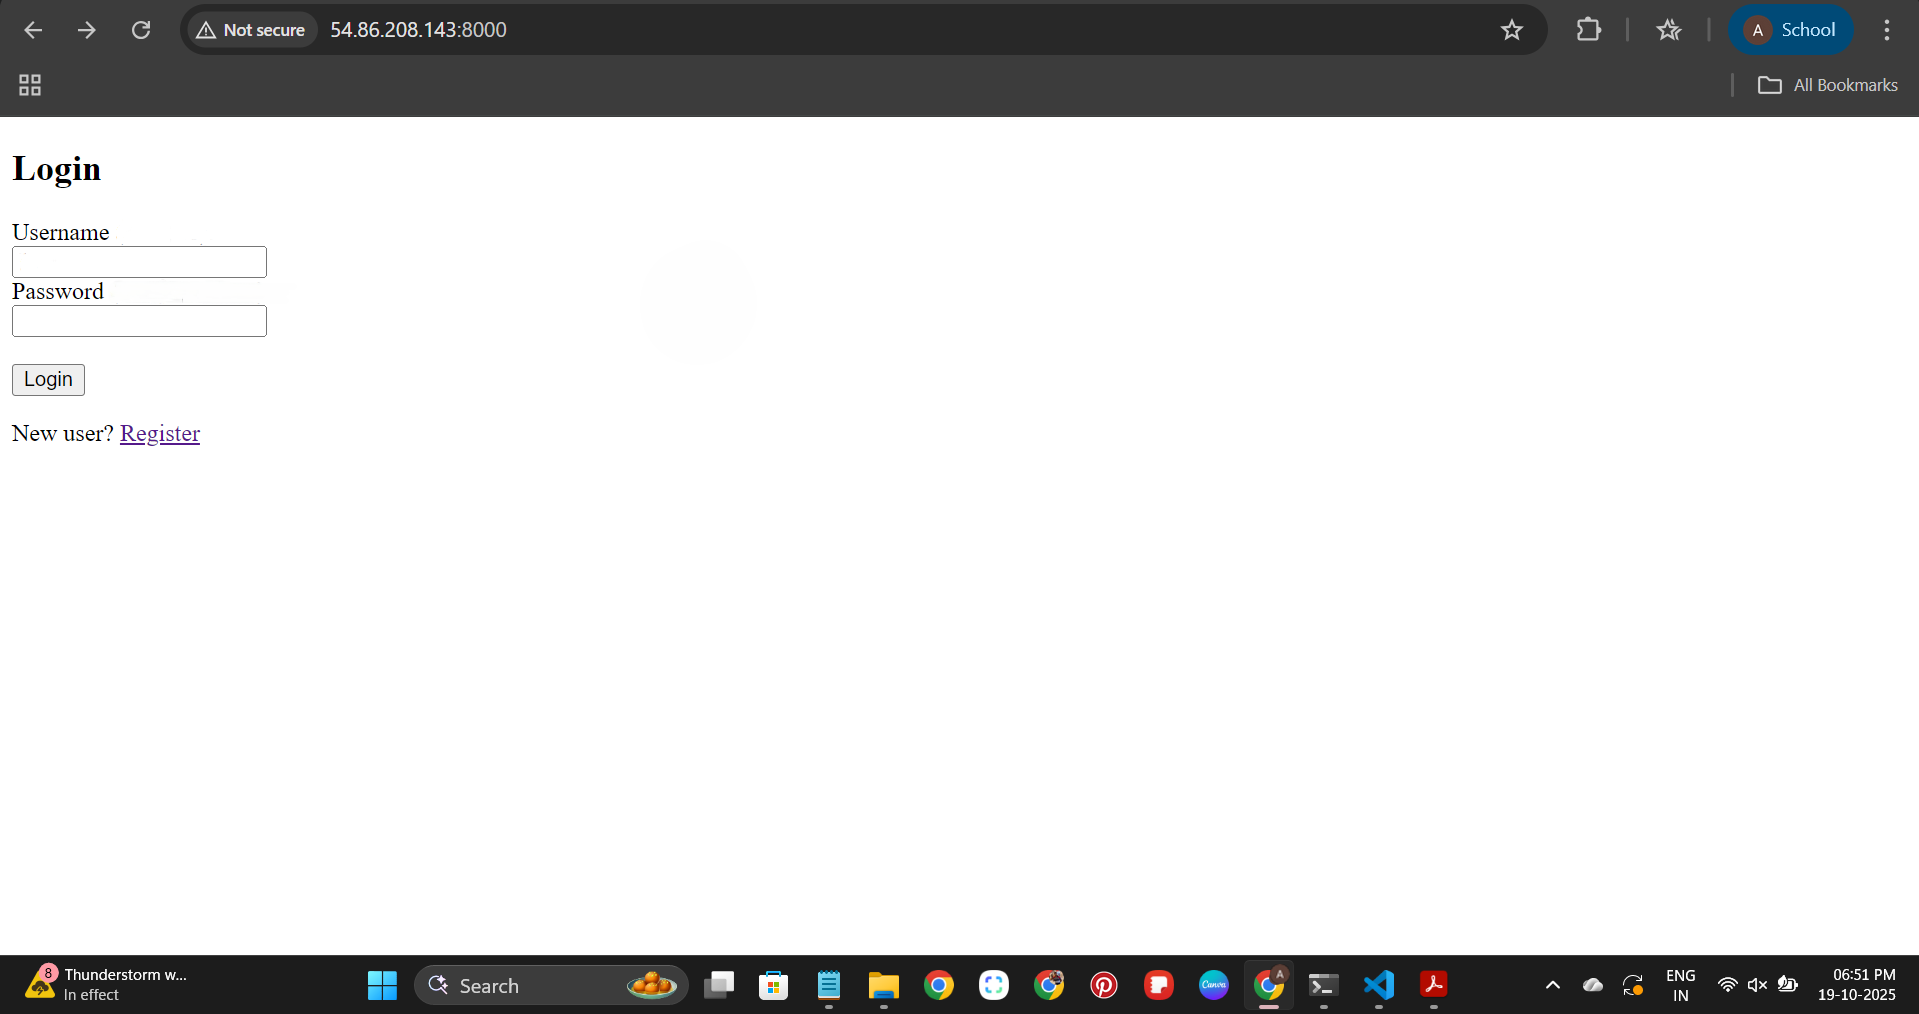 Not secure 54.86.208.143:8000
A School
All Bookmarks
Login
Username
Password
Login
New user? Register
8
Thunderstorm w...
In effect
Search
Canva
A
ENG
IN
06:51 PM
19-10-2025